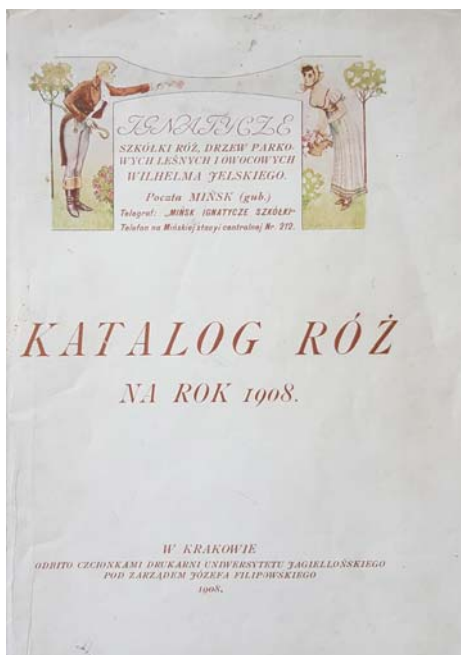 IGNATYCZE
SZKÓŁKI RÓŻ, DRZEW PARKO-
WYCH LEŚNYCH I OWOCOWYCH
WILHELMA JELSKIEGO.
Poczta MIŃSK (gub.)
Telegraf: „MIŃSK IGNATYCZE SZKÓŁKI“
Telefon na Mińskiej stacyi centralnej Nr. 212.
KATALOG RÓŻ
NA ROK 1908.
W KRAKOWIE
ODBITO CZCIONKAMI DRUKARNI UNIWERSYTETU JAGIELLOŃSKIEGO
POD ZARZĄDEM JÓZEFA FILIPOWSKIEGO
1908.